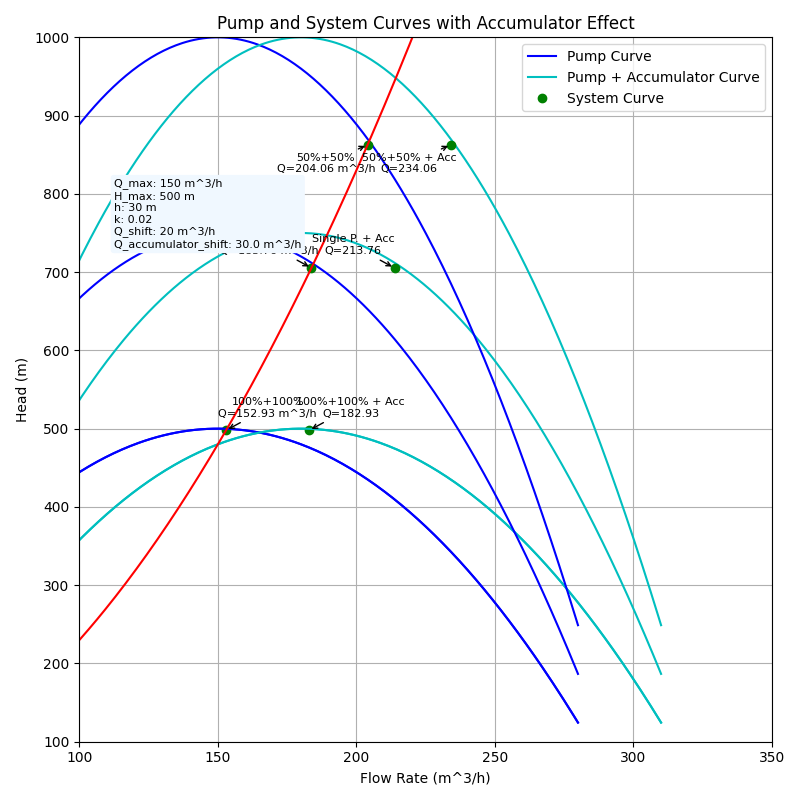 Pump and System Curves with Accumulator Effect
1000
900
800
700
600
500
400
300
200
100
Head (m)
Pump Curve
Pump + Accumulator Curve
System Curve
50%+50%
Q=204.06 m^3/h
50%+50% + Acc
Q=234.06
Q_max: 150 m^3/h
H_max: 500 m
h: 30 m
k: 0.02
Q_shift: 20 m^3/h
Q_accumulator_shift: 30.0 m^3/h
Single P. + Acc
Q=213.76
100%+100%
Q=152.93 m^3/h
100%+100% + Acc
Q=182.93
100
150
200
250
300
350
Flow Rate (m^3/h)